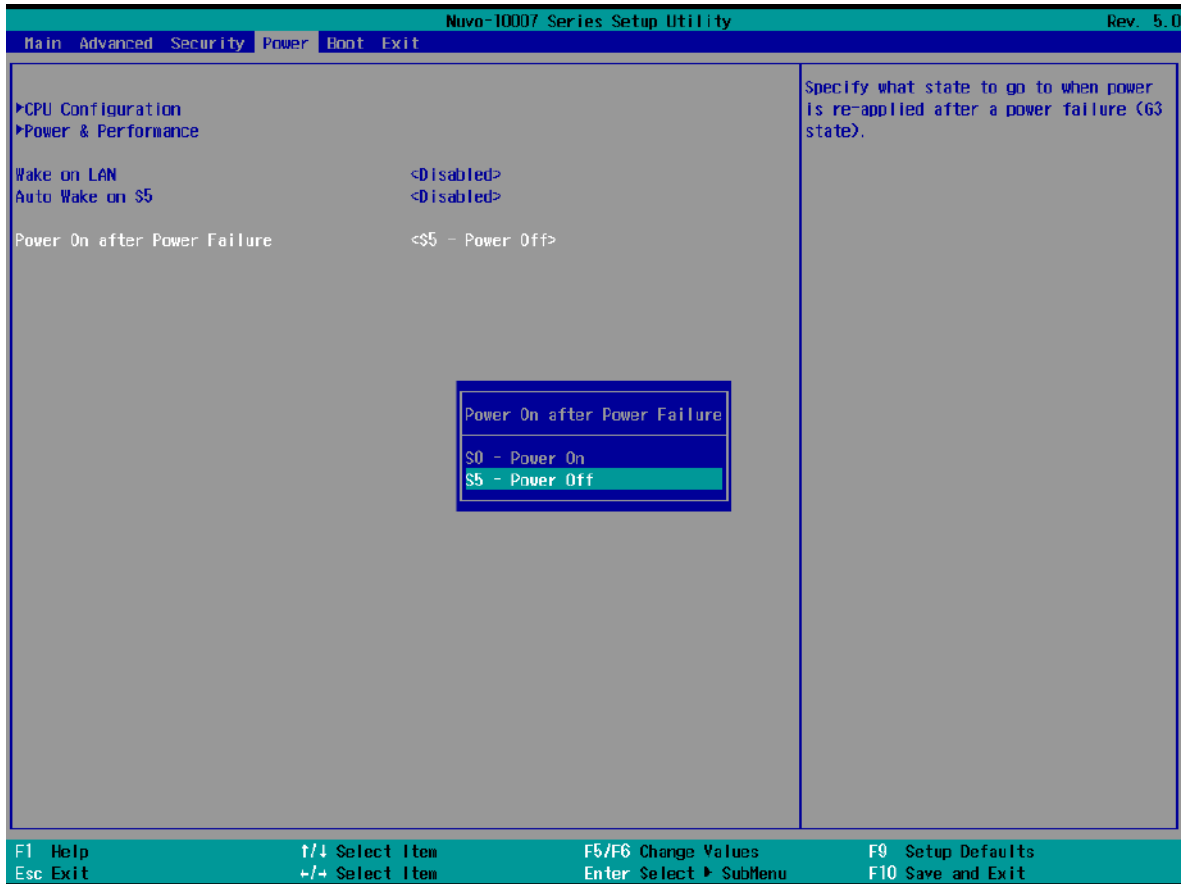 Nuvo-10007 Series Setup Utility Rev. 5.0
Main Advanced Security Power Boot Exit
▶CPU Configuration
▶Power & Performance
Wake on LAN <Disabled>
Auto Wake on S5 <Disabled>
Power On after Power Failure <S5 - Power Off>
Specify what state to go to when power
is re-applied after a power failure (G3
state).
Power On after Power Failure
S0 - Power On
S5 - Power Off
F1 Help ↑/↓ Select Item F5/F6 Change Values F9 Setup Defaults
Esc Exit ←/→ Select Item Enter Select ▶ SubMenu F10 Save and Exit